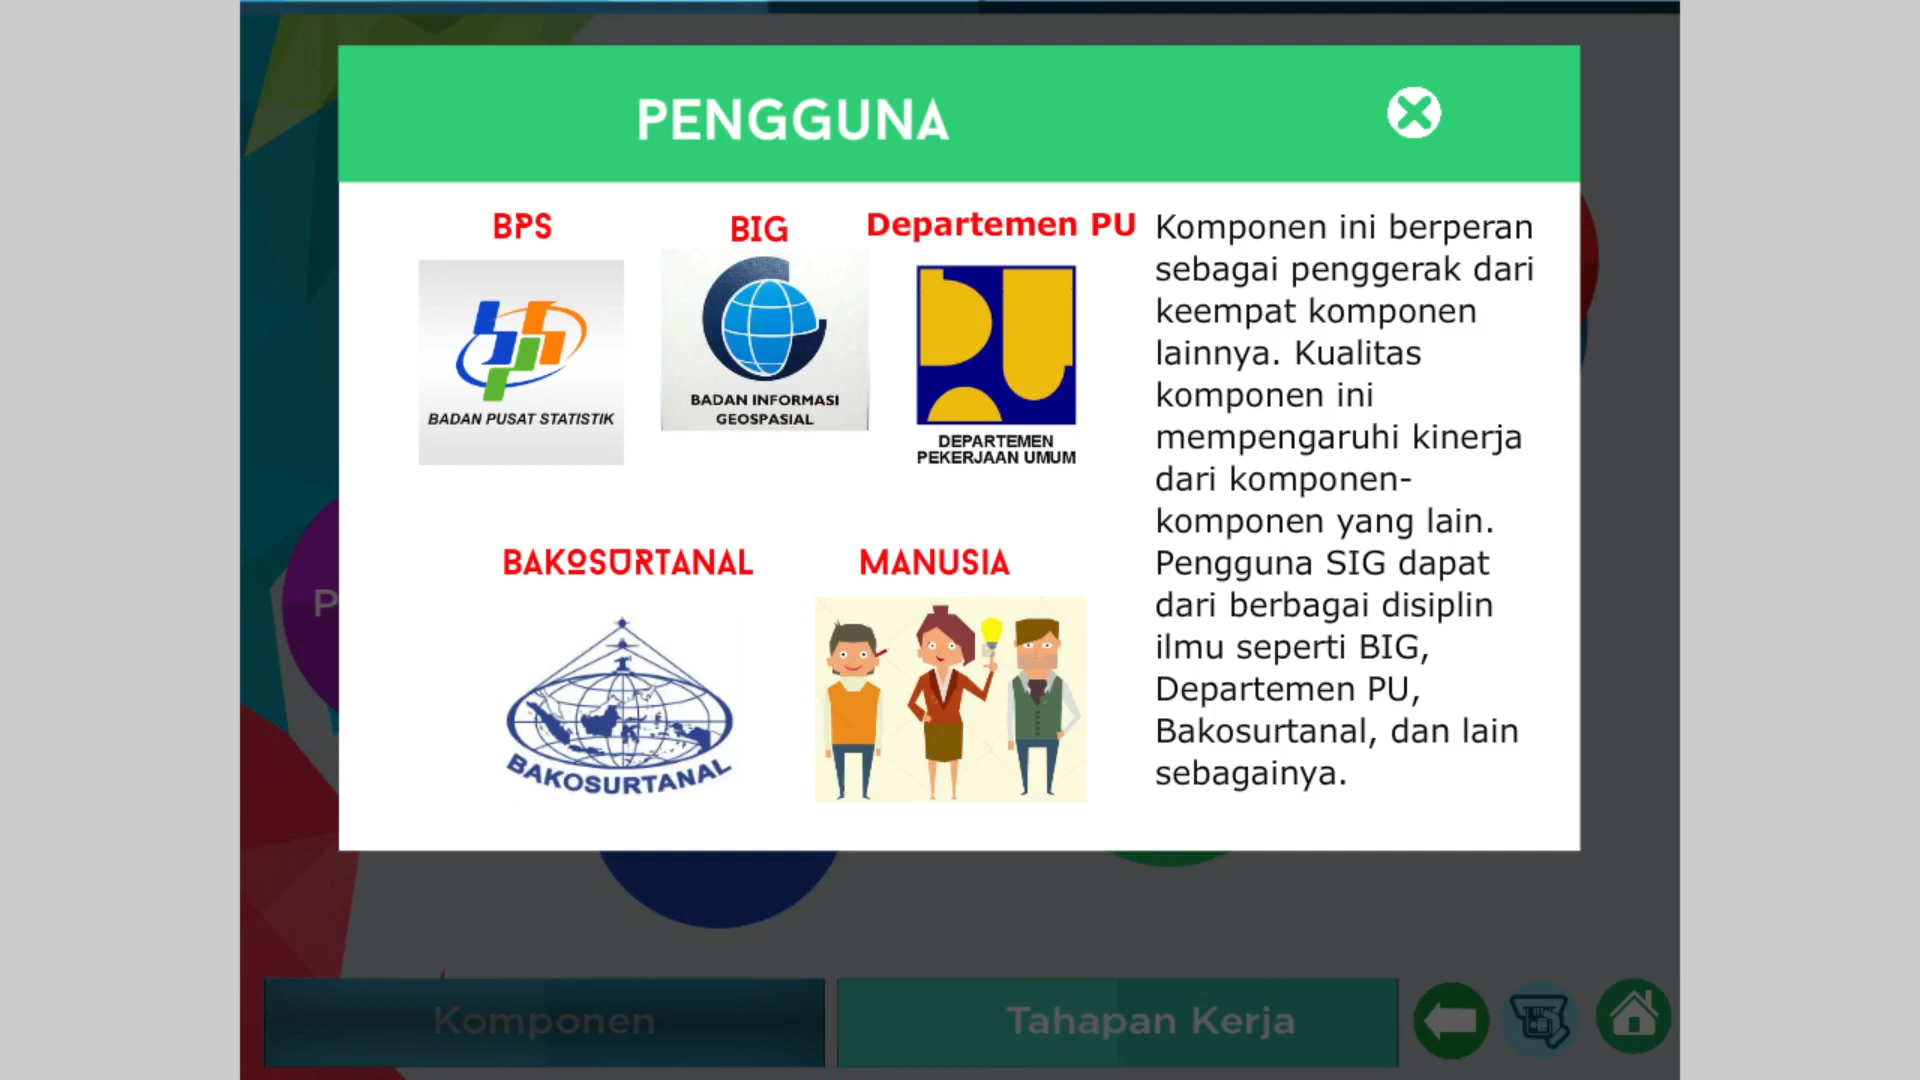 PENGGUNA
BPS
BIG
Departemen PU
BADAN PUSAT STATISTIK
BADAN INFORMASI
GEOSPASIAL
DEPARTEMEN
PEKERJAAN UMUM
BAKOSURTANAL
MANUSIA
BAKOSURTANAL
Komponen ini berperan
sebagai penggerak dari
keempat komponen
lainnya. Kualitas
komponen ini
mempengaruhi kinerja
dari komponen-
komponen yang lain.
Pengguna SIG dapat
dari berbagai disiplin
ilmu seperti BIG,
Departemen PU,
Bakosurtanal, dan lain
sebagainya.
P
Komponen
Tahapan Kerja